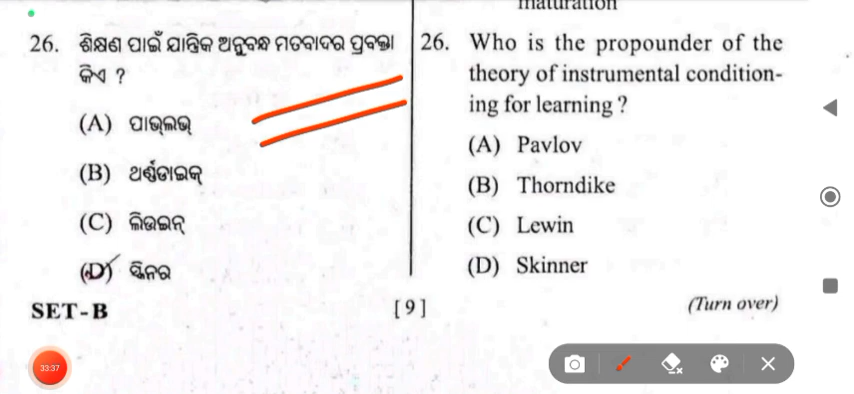 maturation
26. ଶିକ୍ଷଣ ପାଇଁ ଯାନ୍ତ୍ରିକ ଅନୁବନ୍ଧ ମତବାଦର ପ୍ରବକ୍ତା
କିଏ ?
(A) ପାଭ୍‌ଲଭ୍
(B) ଥର୍ଣ୍ଣଡାଇକ୍
(C) ଲିଉଇନ୍
(D) ସ୍କିନର
SET-B
26. Who is the propounder of the
theory of instrumental condition-
ing for learning ?
(A) Pavlov
(B) Thorndike
(C) Lewin
(D) Skinner
[9]
(Turn over)
33:37